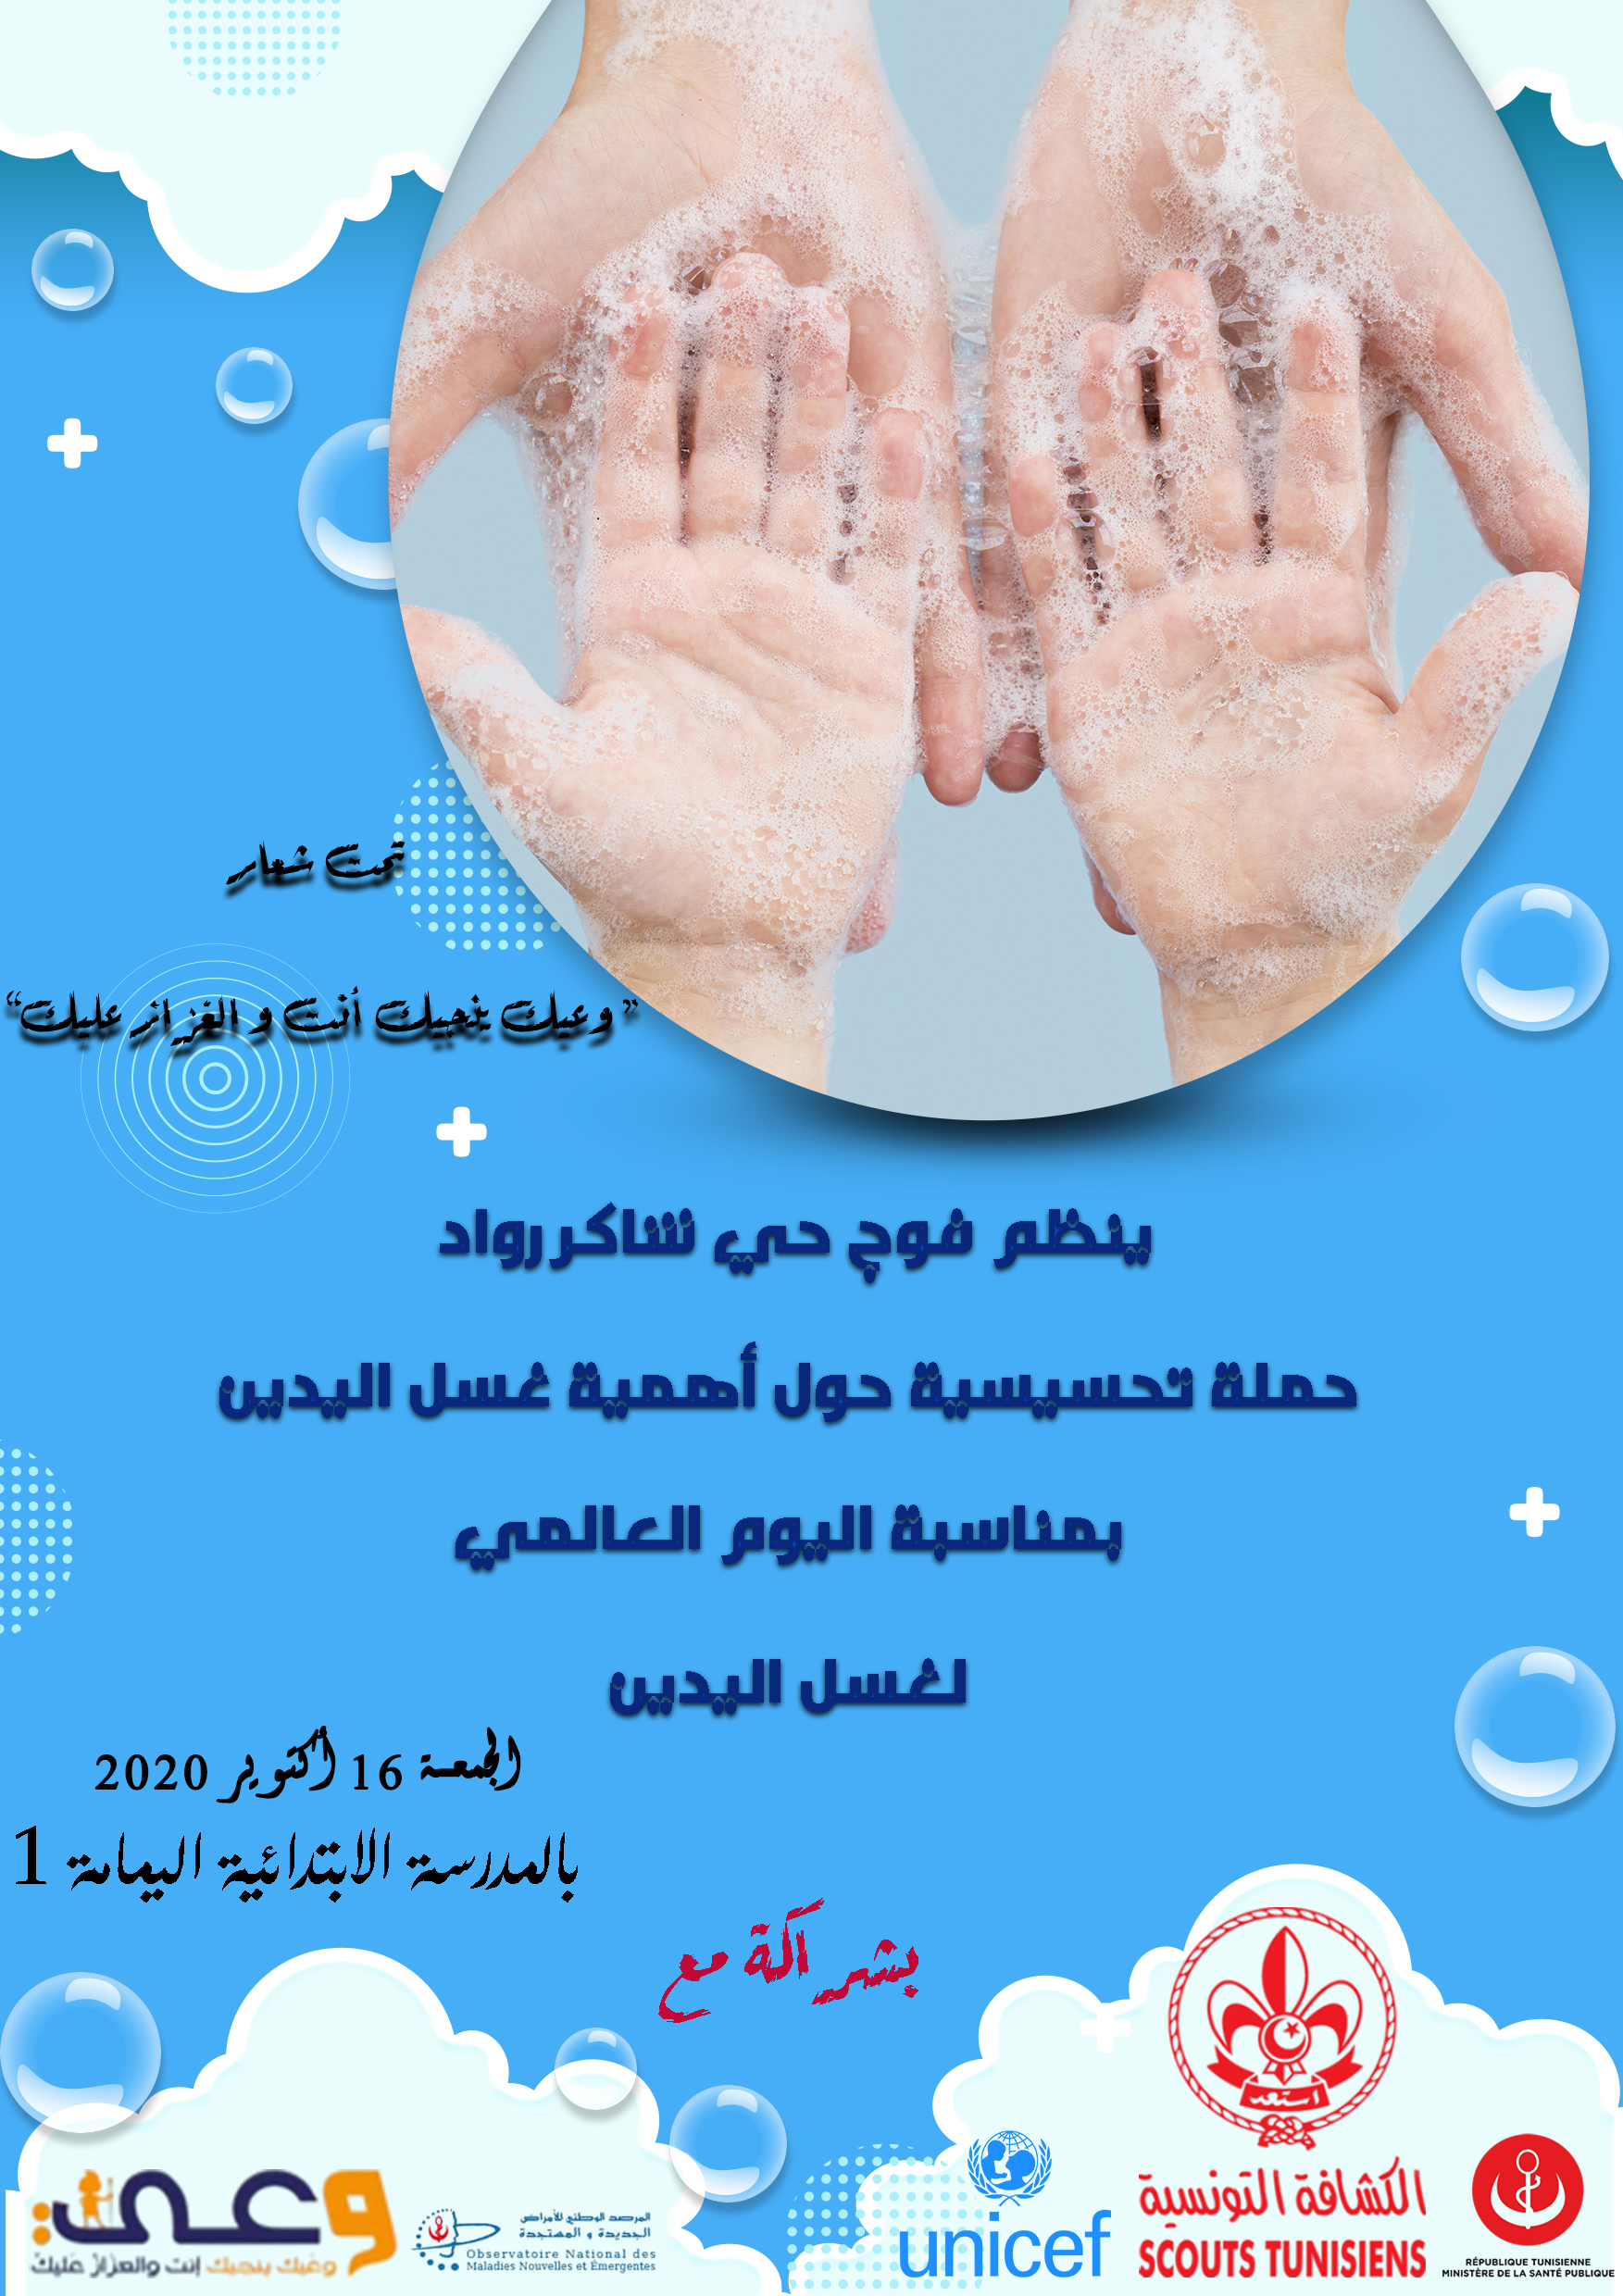 تحت شعار
" وعيك ينجيك أنت و العزاز عليك"
ينظم فوج حي شاكر رواد
حملة تحسيسية حول أهمية غسل اليدين
بمناسبة اليوم العالمي
لغسل اليدين
الجمعة 16 أكتوبر 2020
بالمدرسة الابتدائية اليمامة 1
بشراكة مع
استعد
وعي
وعيك ينجيك إنت والعزاز عليك
المرصد الوطني للأمراض
الجديدة و المستجدة
Observatoire National des
Maladies Nouvelles et Émergentes
unicef
الكشافة التونسية
SCOUTS TUNISIENS
RÉPUBLIQUE TUNISIENNE
MINISTÈRE DE LA SANTÉ PUBLIQUE